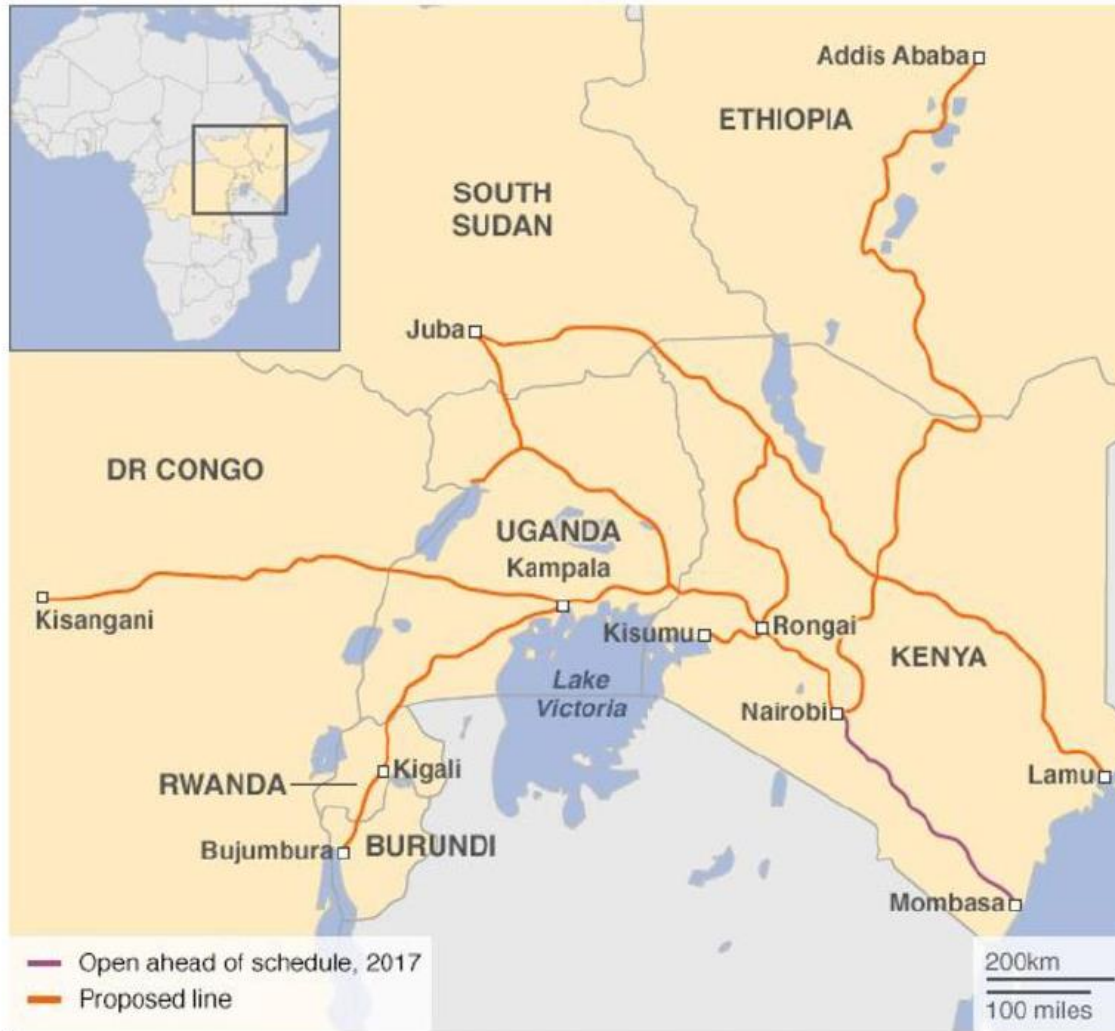 Addis Ababa
ETHIOPIA
SOUTH
SUDAN
Juba
DR CONGO
UGANDA
Kampala
Kisangani
Kisumu
Rongai
KENYA
Lake
Victoria
Nairobi
RWANDA
Kigali
Lamu
Bujumbura
BURUNDI
Mombasa
Open ahead of schedule, 2017
Proposed line
200km
100 miles